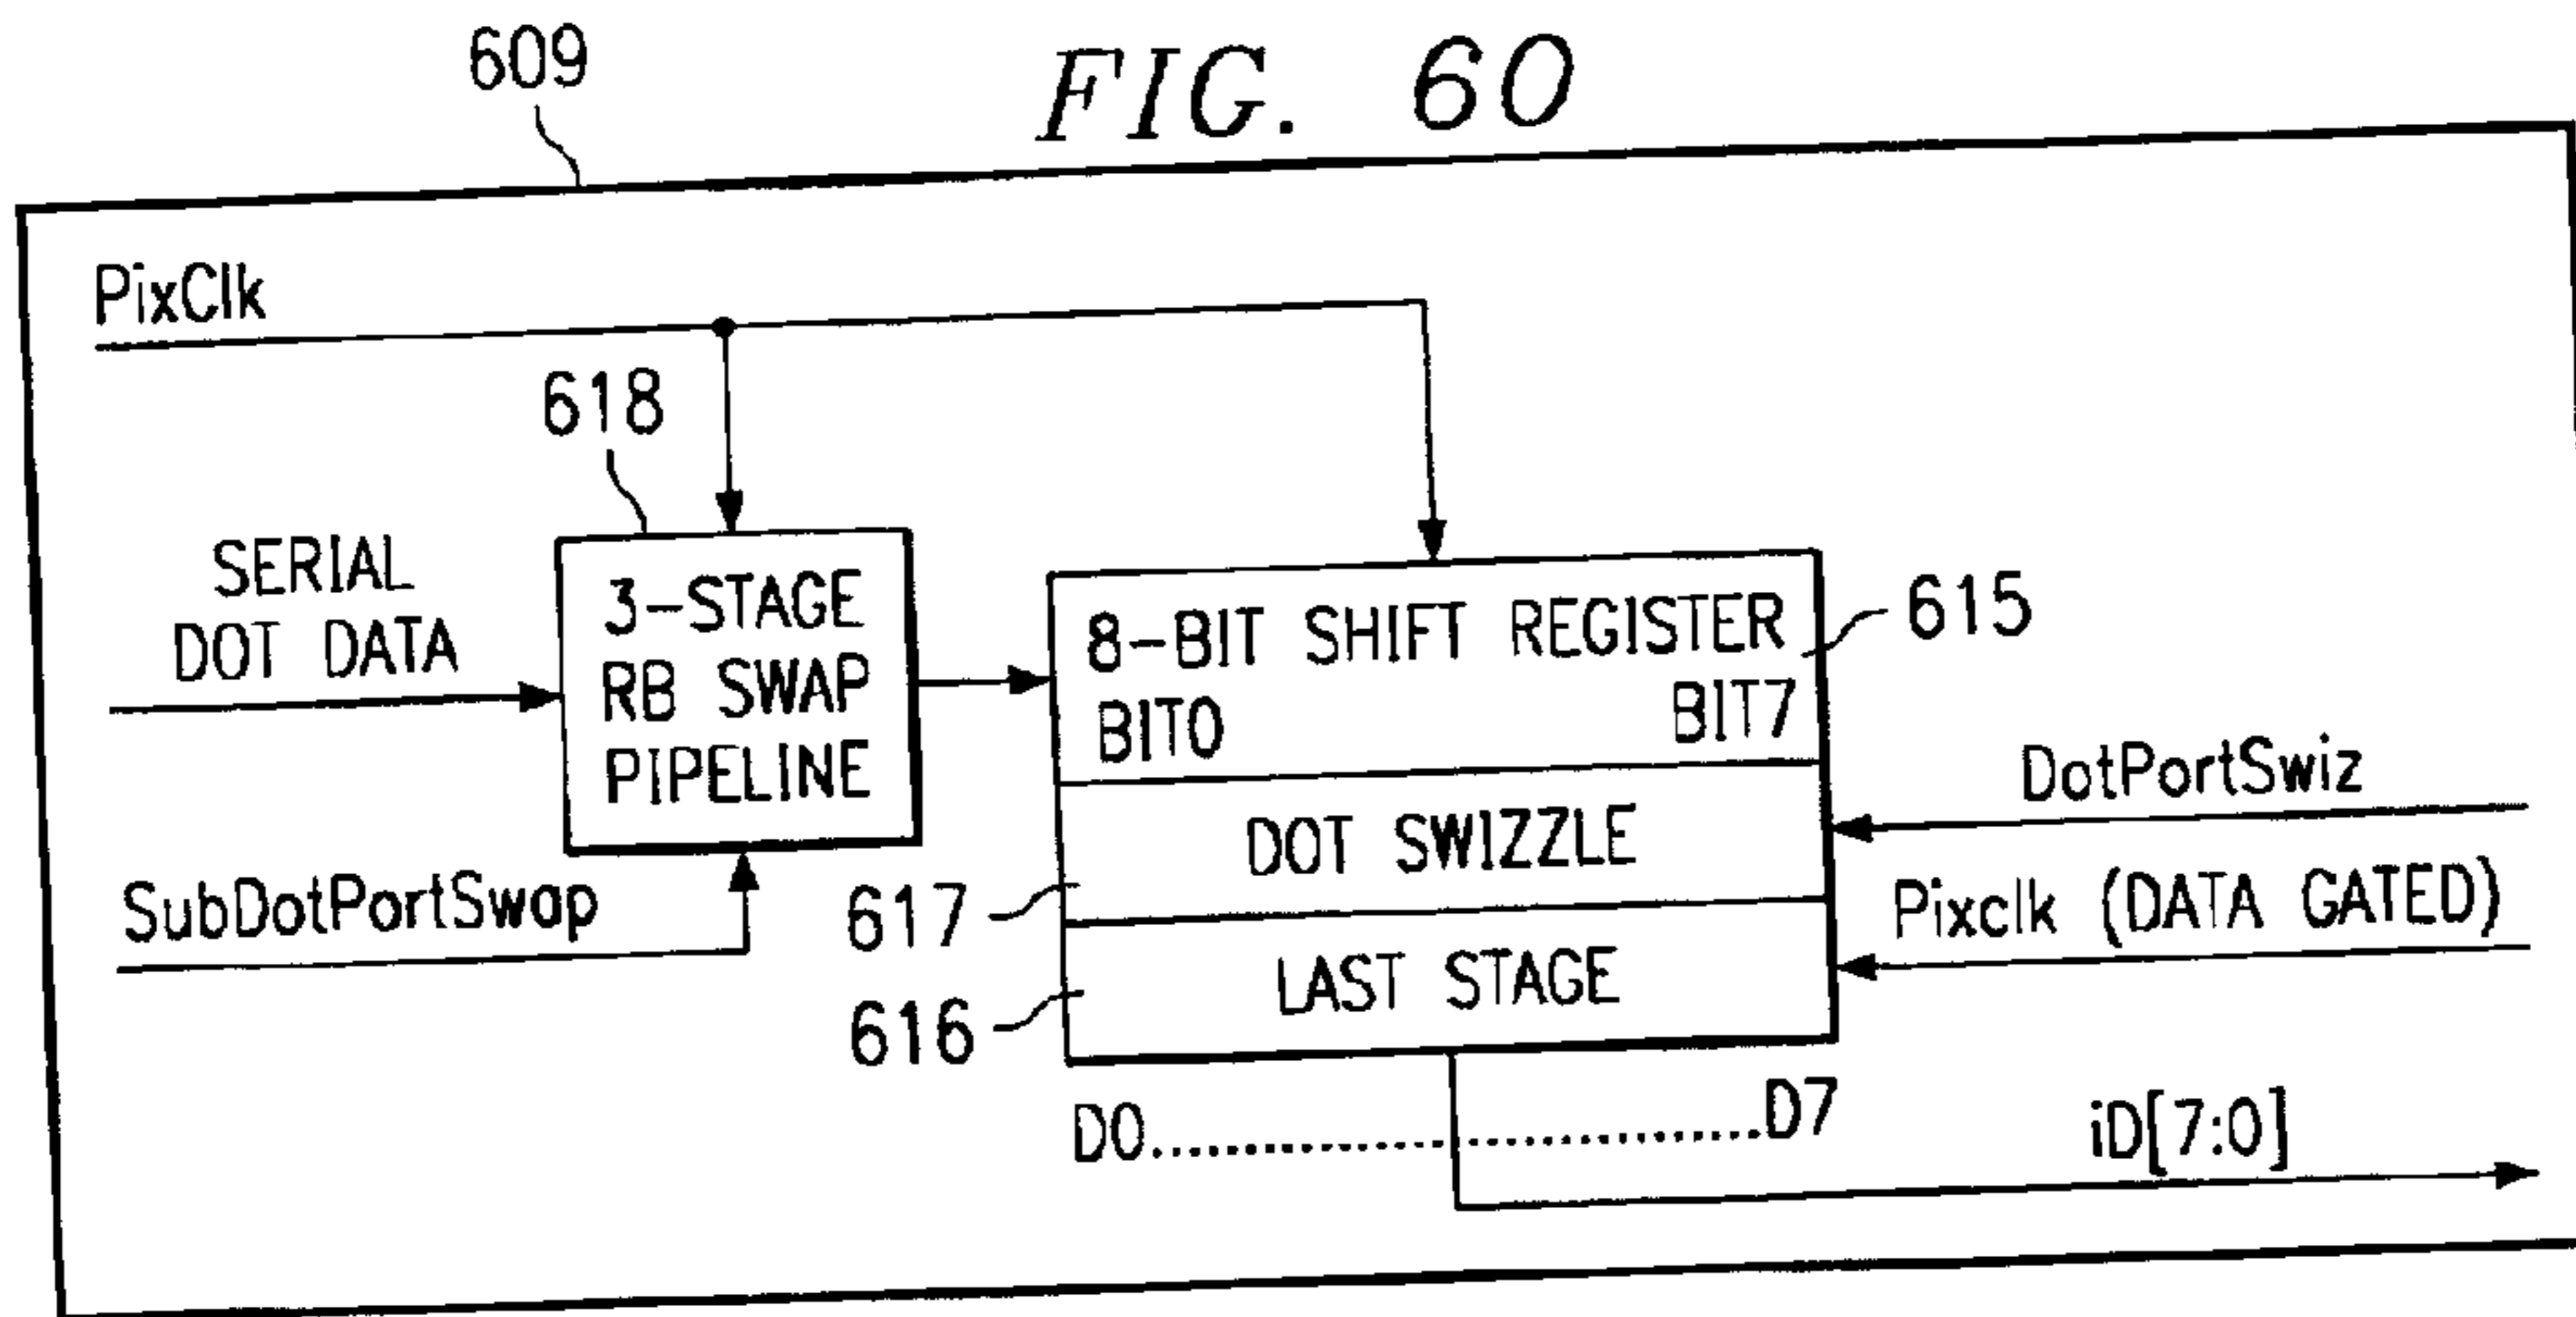 FIG. 60
609
PixClk
618
SERIAL
DOT DATA
3-STAGE
RB SWAP
PIPELINE
SubDotPortSwap
8-BIT SHIFT REGISTER
BIT0 BIT7
615
DOT SWIZZLE
617
LAST STAGE
616
DotPortSwiz
Pixclk (DATA GATED)
D0..................................D7
iD[7:0]